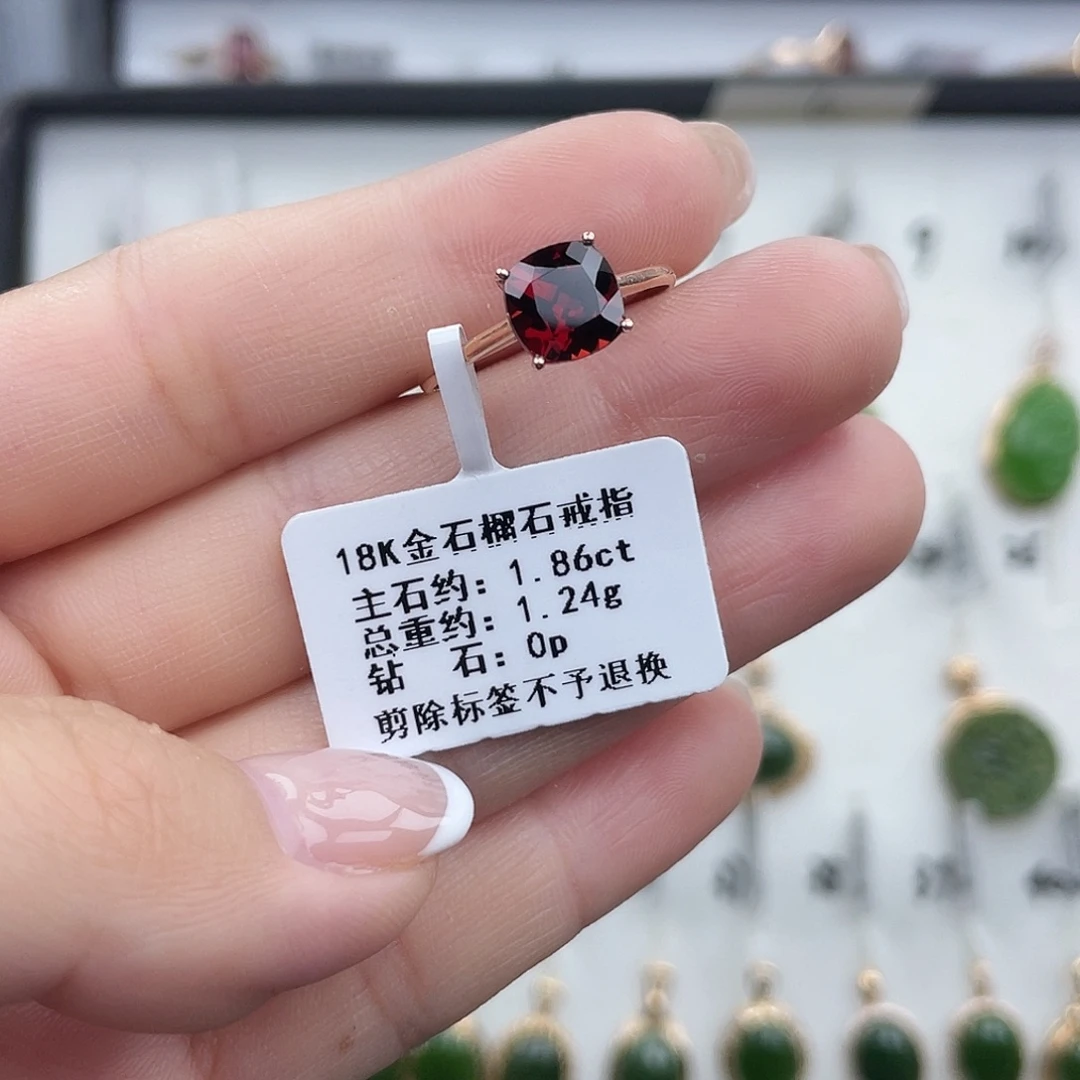 18K金石榴石戒指
主石约：1.86ct
总重约：1.24g
钻 石：0p
剪除标签不予退换